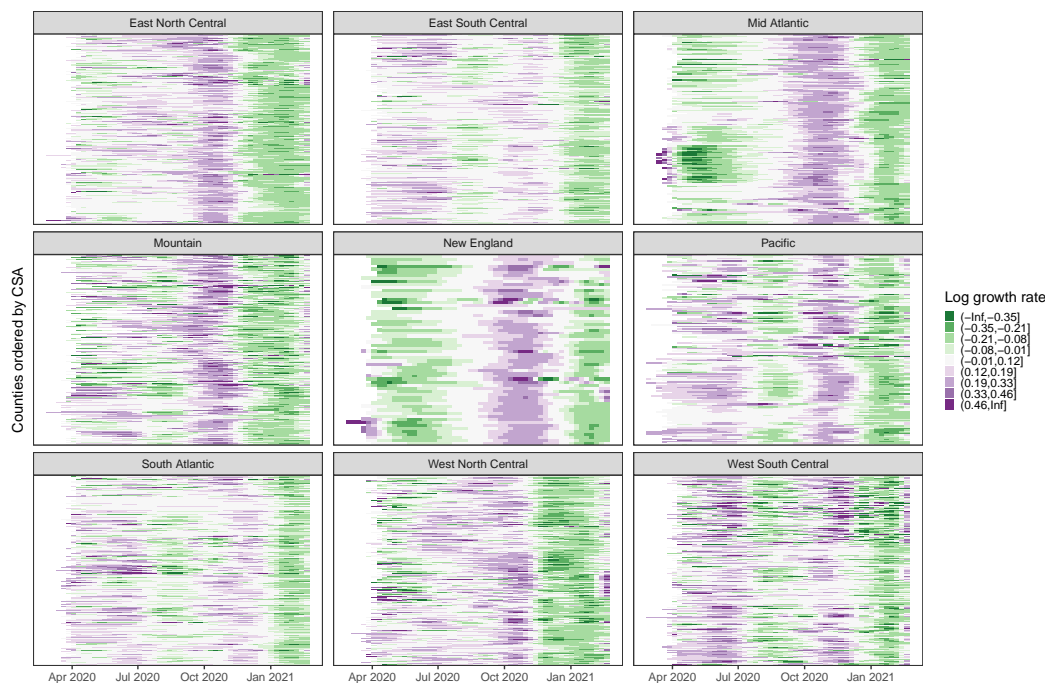 East North Central
East South Central
Mid Atlantic
Mountain
New England
Pacific
South Atlantic
West North Central
West South Central
Counties ordered by CSA
Apr 2020 Jul 2020 Oct 2020 Jan 2021
Apr 2020 Jul 2020 Oct 2020 Jan 2021
Apr 2020 Jul 2020 Oct 2020 Jan 2021
Log growth rate
(−Inf,−0.35]
(−0.35,−0.21]
(−0.21,−0.08]
(−0.08,−0.01]
(−0.01,0.12]
(0.12,0.19]
(0.19,0.33]
(0.33,0.46]
(0.46,Inf]